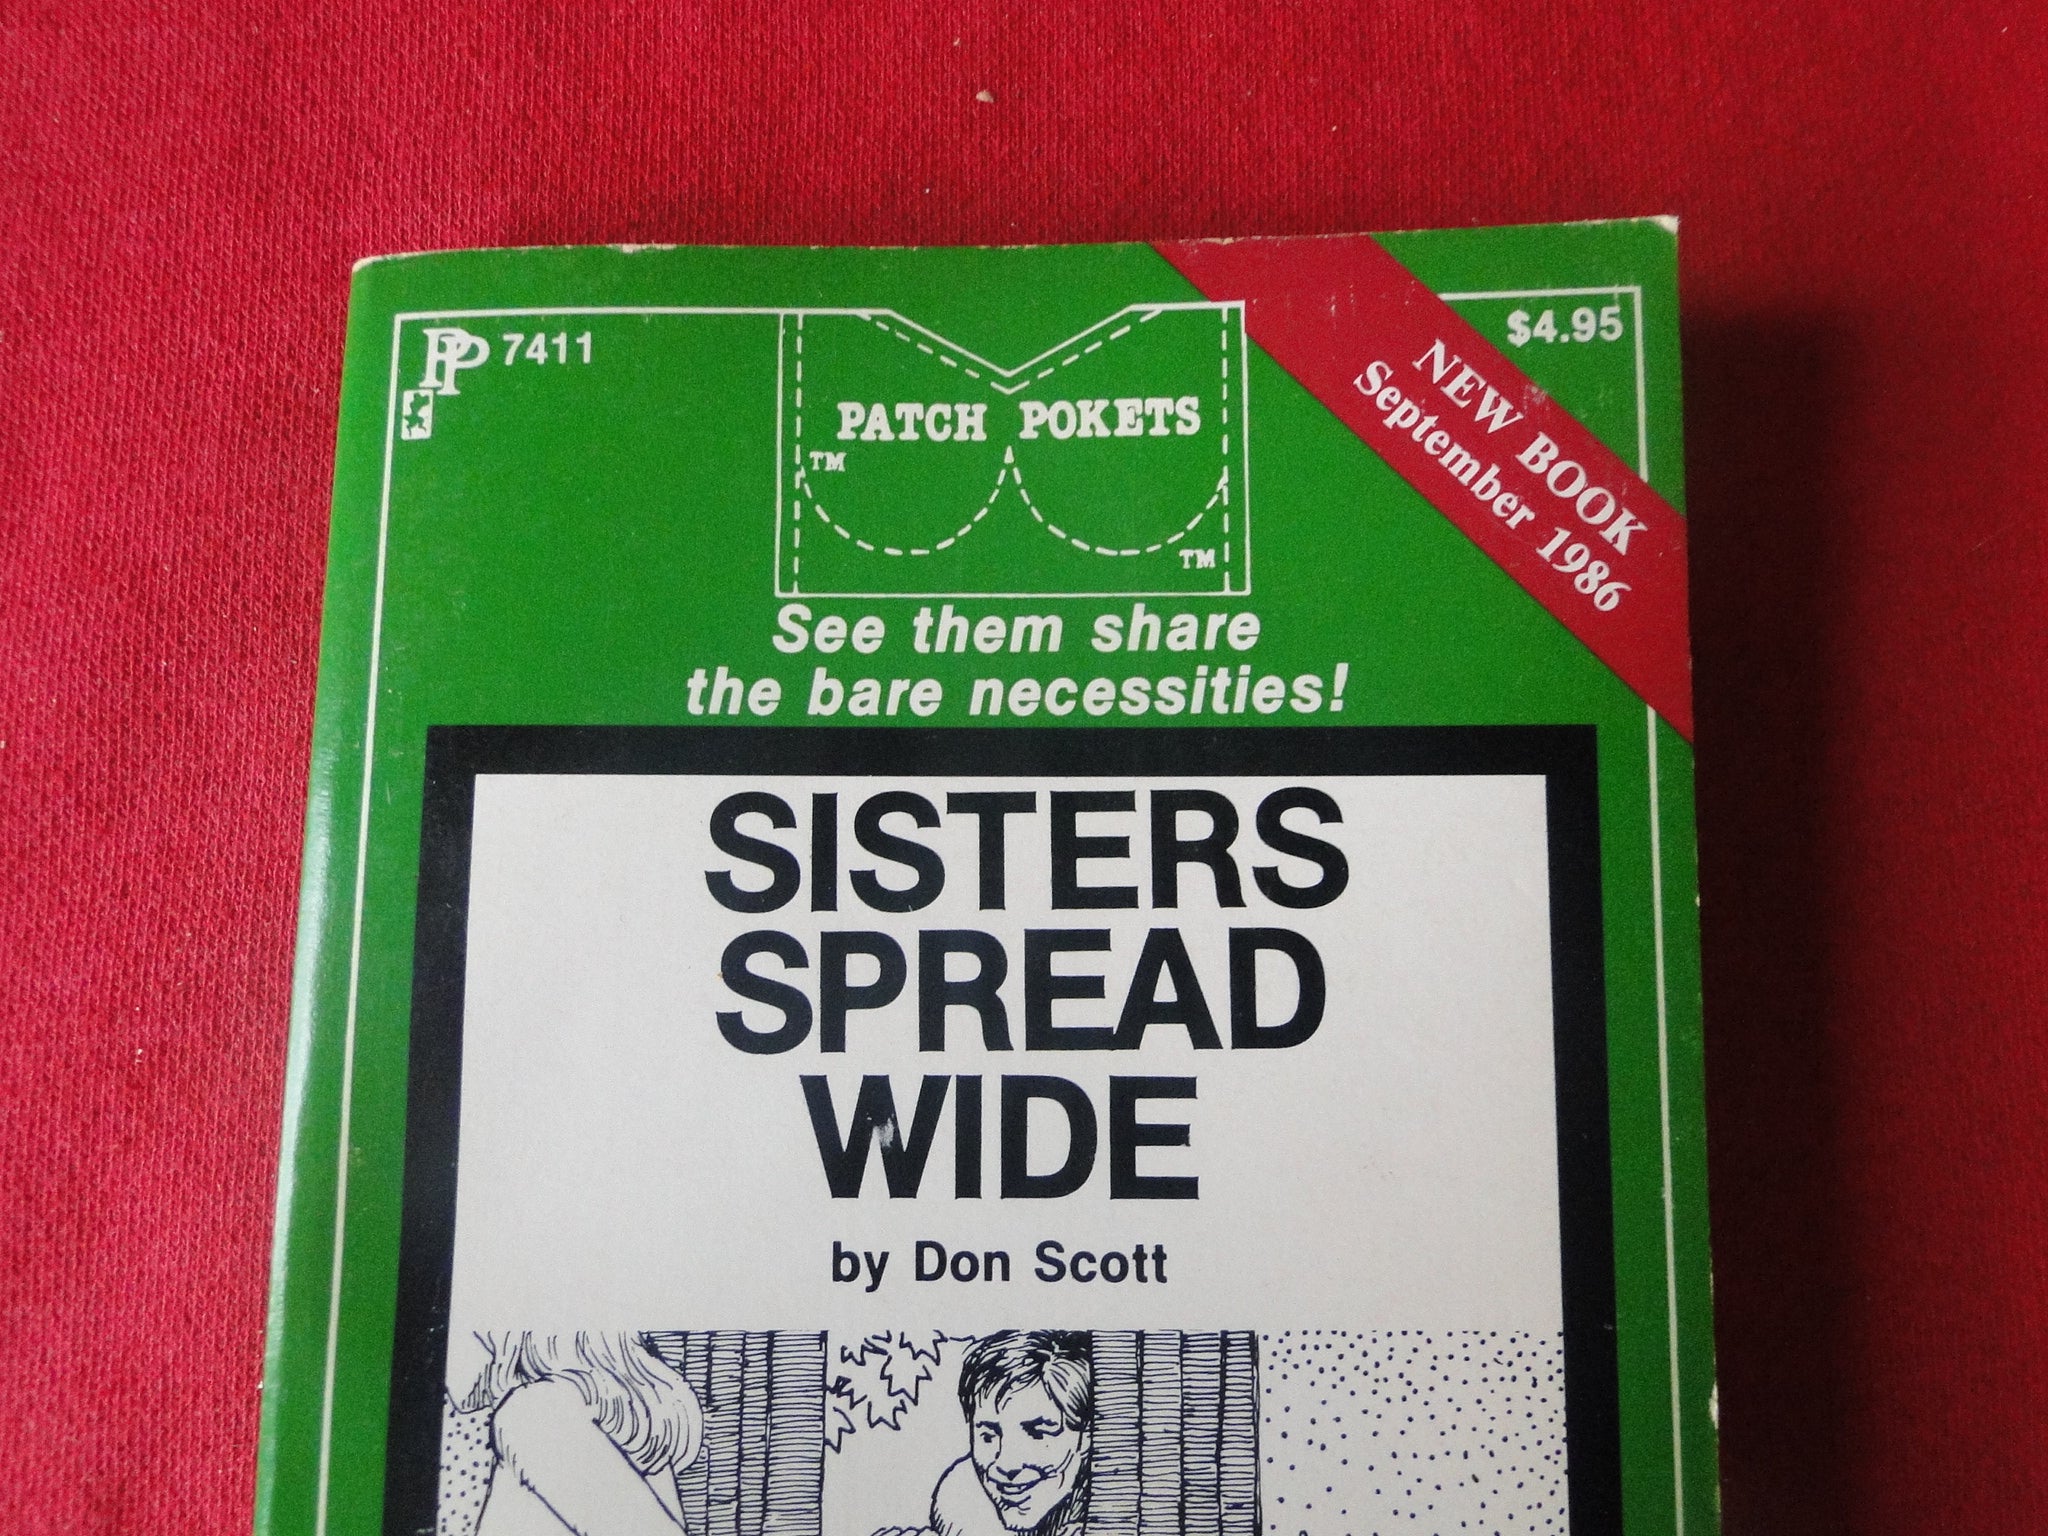 PP 7411
$4.95
NEW BOOK
September 1986
PATCH POKETS
TM
TM
See them share
the bare necessities!
SISTERS
SPREAD
WIDE
by Don Scott